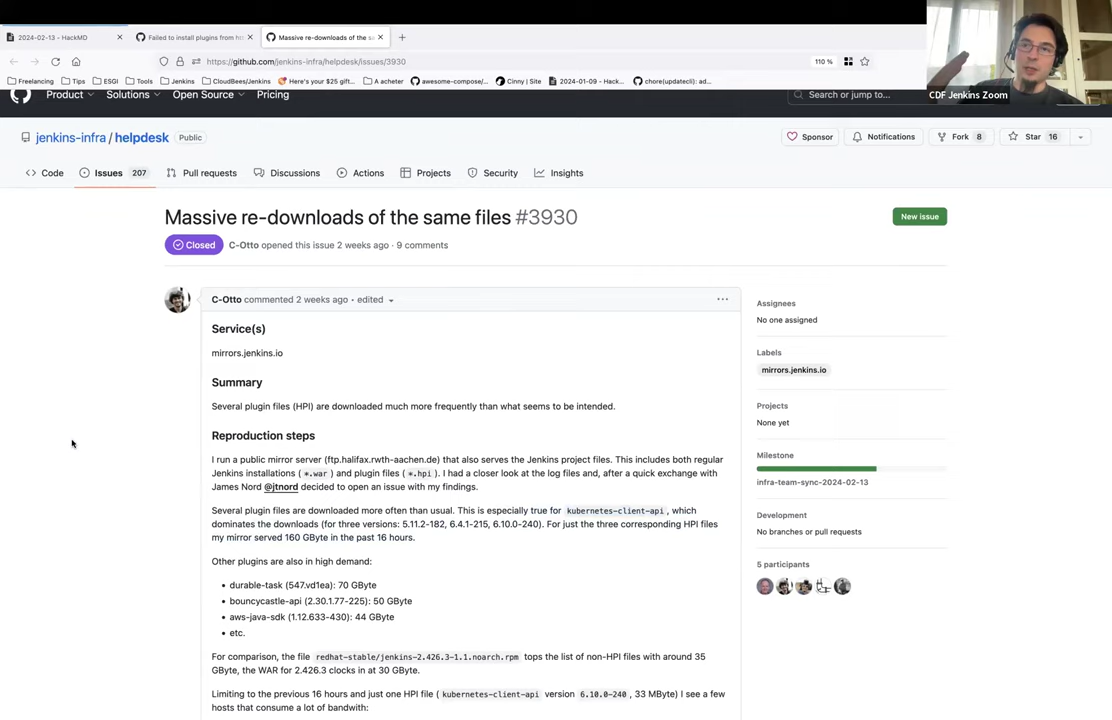 2024-02-13 - HackMD
Failed to install plugins from ht
Massive re-downloads of the sa
https://github.com/jenkins-infra/helpdesk/issues/3930
110 %
Freelancing
Tips
ESGI
Tools
Jenkins
CloudBees/Jenkins
Here's your $25 gift...
A acheter
awesome-compose/...
Cinny | Site
2024-01-09 - Hack...
chore(updatecli): ad...
CDF Jenkins Zoom
Product
Solutions
Open Source
Pricing
Search or jump to...
jenkins-infra / helpdesk
Public
Sponsor
Notifications
Fork 8
Star 16
Code
Issues 207
Pull requests
Discussions
Actions
Projects
Security
Insights
Massive re-downloads of the same files #3930
New issue
Closed
C-Otto opened this issue 2 weeks ago · 9 comments
C-Otto commented 2 weeks ago • edited
Service(s)
mirrors.jenkins.io
Summary
Several plugin files (HPI) are downloaded much more frequently than what seems to be intended.
Reproduction steps
I run a public mirror server (ftp.halifax.rwth-aachen.de) that also serves the Jenkins project files. This includes both regular
Jenkins installations ( *.war ) and plugin files ( *.hpi ). I had a closer look at the log files and, after a quick exchange with
James Nord @jtnord decided to open an issue with my findings.
Several plugin files are downloaded more often than usual. This is especially true for kubernetes-client-api , which
dominates the downloads (for three versions: 5.11.2-182, 6.4.1-215, 6.10.0-240). For just the three corresponding HPI files
my mirror served 160 GByte in the past 16 hours.
Other plugins are also in high demand:
• durable-task (547.vd1ea): 70 GByte
• bouncycastle-api (2.30.1.77-225): 50 GByte
• aws-java-sdk (1.12.633-430): 44 GByte
• etc.
For comparison, the file redhat-stable/jenkins-2.426.3-1.1.noarch.rpm tops the list of non-HPI files with around 35
GByte, the WAR for 2.426.3 clocks in at 30 GByte.
Limiting to the previous 16 hours and just one HPI file ( kubernetes-client-api version 6.10.0-240 , 33 MByte) I see a few
hosts that consume a lot of bandwith:
Assignees
No one assigned
Labels
mirrors.jenkins.io
Projects
None yet
Milestone
infra-team-sync-2024-02-13
Development
No branches or pull requests
5 participants